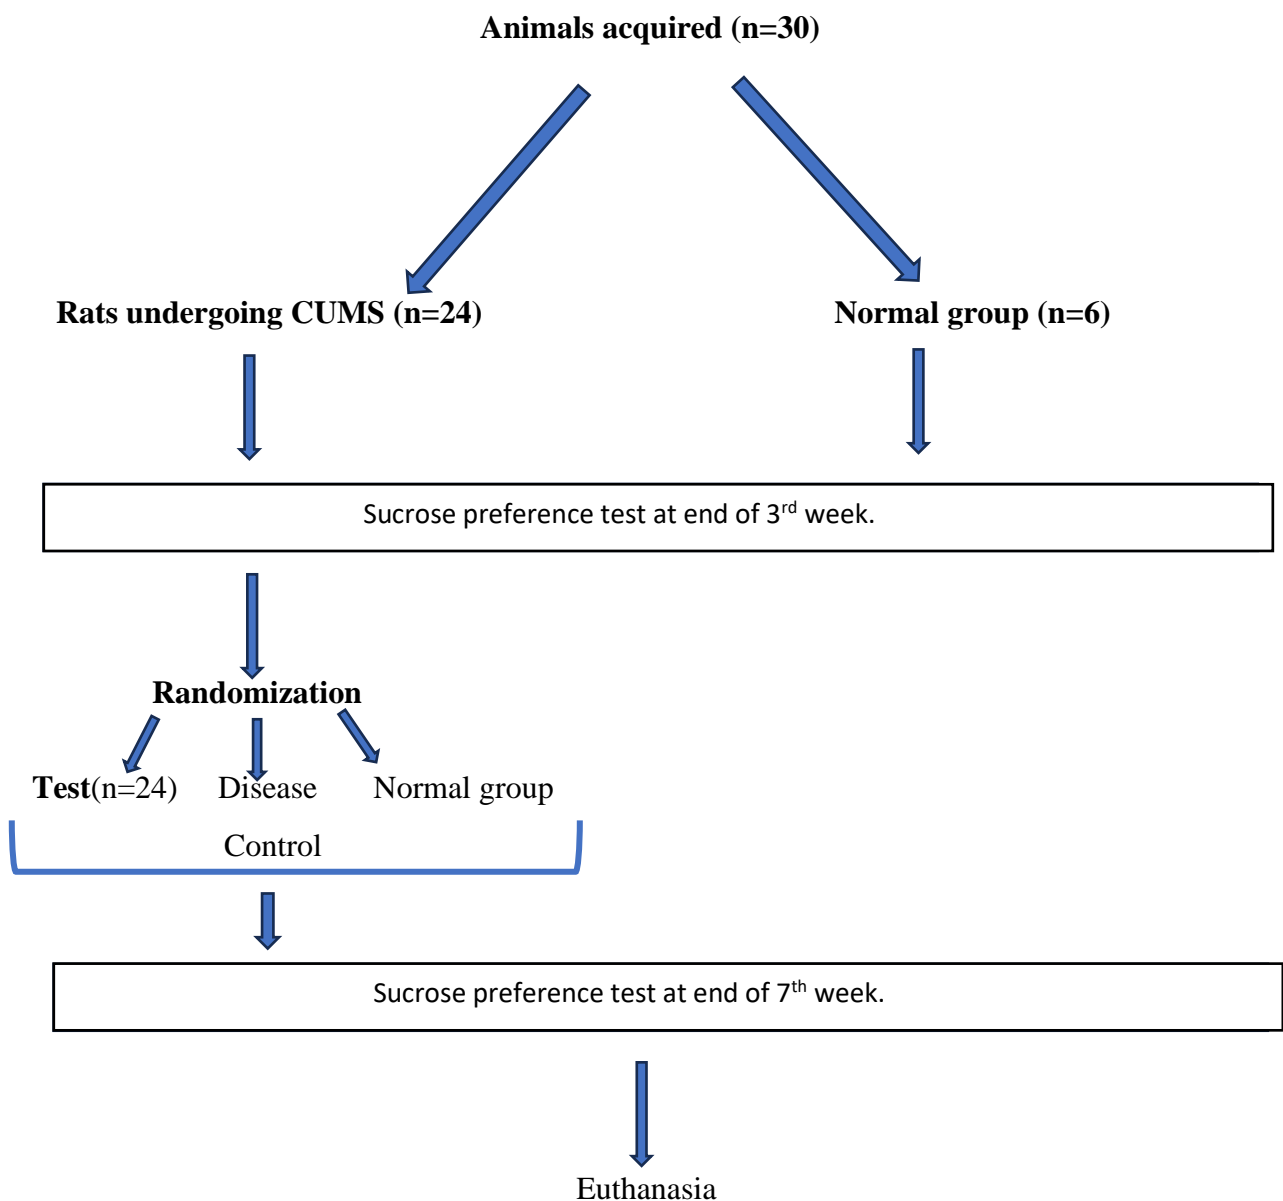 Animals acquired (n=30)
Rats undergoing CUMS (n=24)
Normal group (n=6)
Sucrose preference test at end of 3rd week.
Randomization
Test(n=24) Disease Normal group
Control
Sucrose preference test at end of 7th week.
Euthanasia